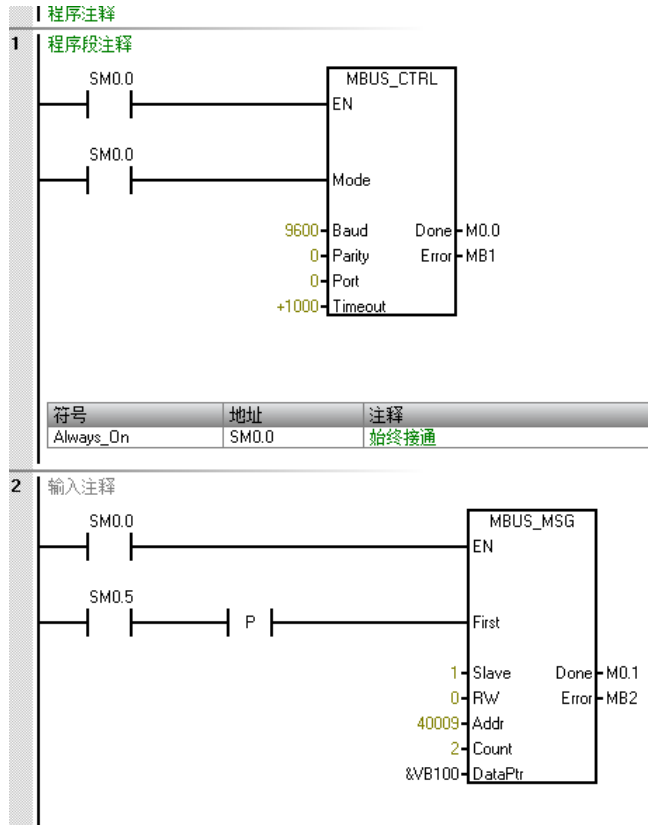 程序注释
1 程序段注释
SM0.0 MBUS_CTRL
EN
SM0.0
Mode
9600 Baud Done M0.0
0 Parity Error MB1
0 Port
+1000 Timeout
符号 地址 注释
Always_On SM0.0 始终接通
2 输入注释
SM0.0 MBUS_MSG
EN
SM0.5
P First
1 Slave Done M0.1
0 RW Error MB2
40009 Addr
2 Count
&VB100 DataPtr